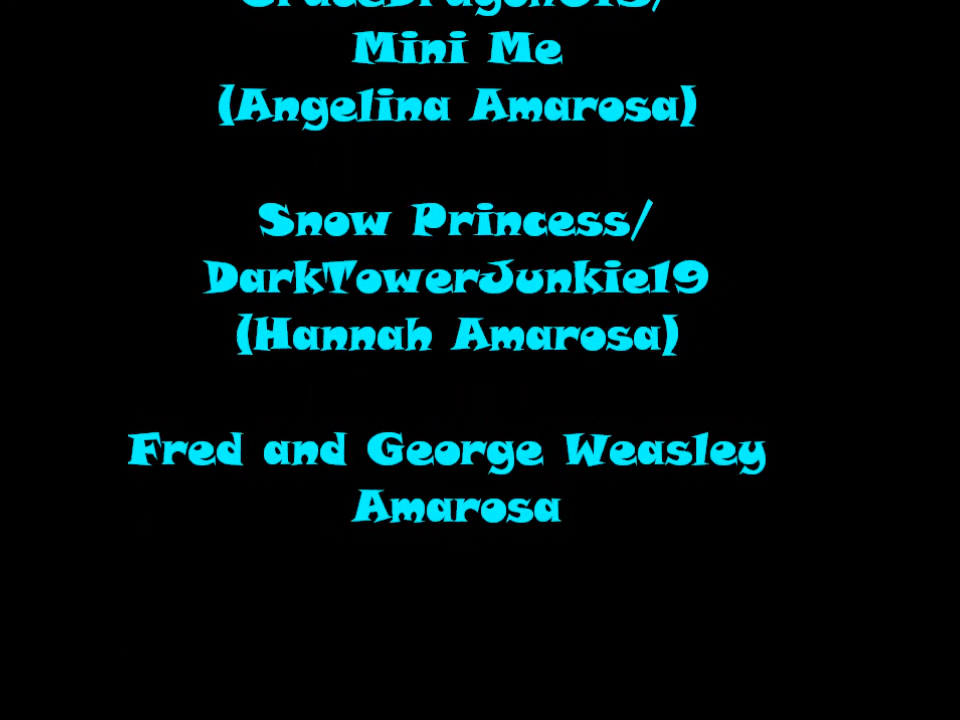 Mini Me
(Angelina Amarosa)
Snow Princess/
DarkTowerJunkie19
(Hannah Amarosa)
Fred and George Weasley
Amarosa